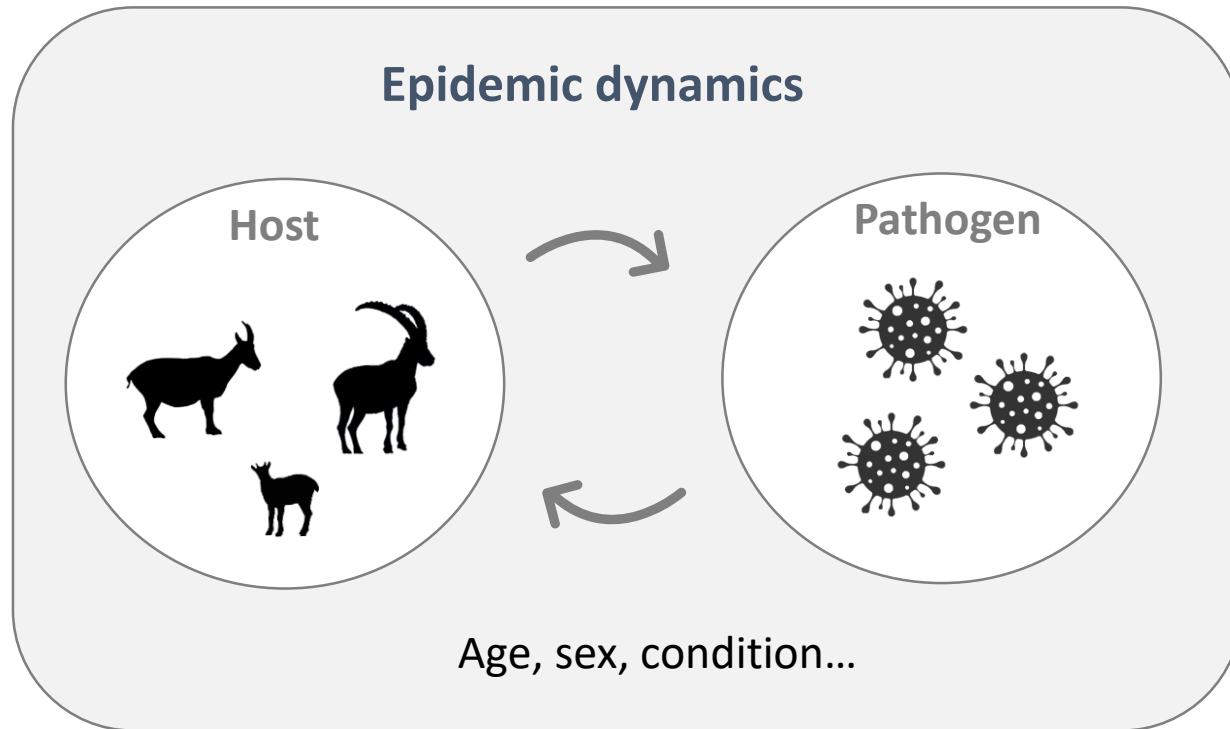 Epidemic dynamics
Host
Pathogen
Age, sex, condition…